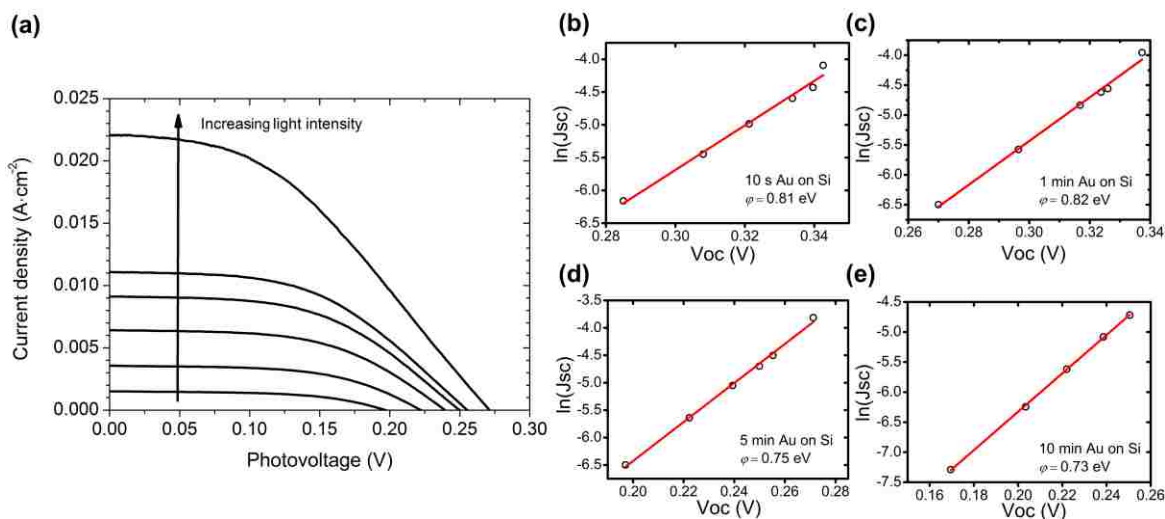 (a)
Current density (A·cm⁻²)
0.025
0.020
0.015
0.010
0.005
0.000
Increasing light intensity
0.00 0.05 0.10 0.15 0.20 0.25 0.30
Photovoltage (V)
(b)
ln(Jsc)
-4.0
-4.5
-5.0
-5.5
-6.0
-6.5
10 s Au on Si
φ = 0.81 eV
0.28 0.30 0.32 0.34
Voc (V)
(c)
ln(Jsc)
-4.0
-4.5
-5.0
-5.5
-6.0
-6.5
1 min Au on Si
φ = 0.82 eV
0.26 0.28 0.30 0.32 0.34
Voc (V)
(d)
ln(Jsc)
-3.5
-4.0
-4.5
-5.0
-5.5
-6.0
-6.5
5 min Au on Si
φ = 0.75 eV
0.20 0.22 0.24 0.26 0.28
Voc (V)
(e)
ln(Jsc)
-4.5
-5.0
-5.5
-6.0
-6.5
-7.0
-7.5
10 min Au on Si
φ = 0.73 eV
0.16 0.18 0.20 0.22 0.24 0.26
Voc (V)